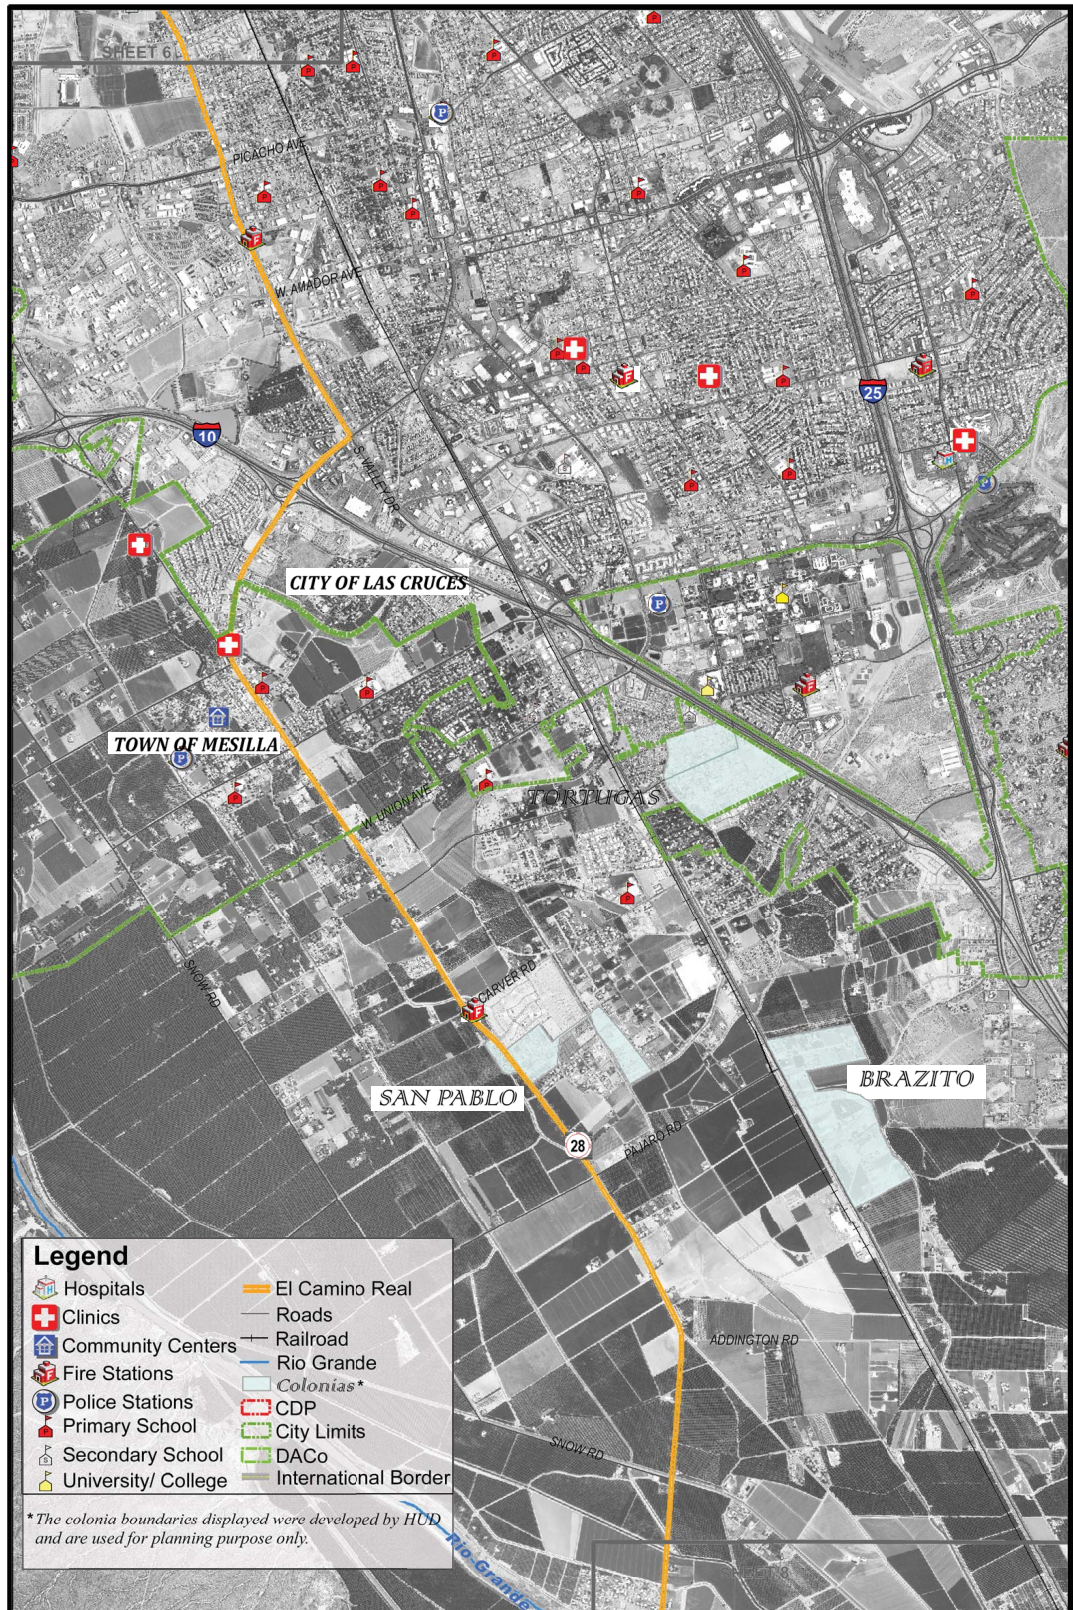 SHEET 6
PICACHO AVE
W. AMADOR AVE
10
25
S. VALLEY DR
CITY OF LAS CRUCES
TOWN OF MESILLA
W. UNION AVE
TORTUGAS
SNOW RD
CARVER RD
SAN PABLO
BRAZITO
28
PAJARO RD
ADDINGTON RD
SNOW RD
Rio Grande
Legend
Hospitals
Clinics
Community Centers
Fire Stations
Police Stations
Primary School
Secondary School
University/ College
El Camino Real
Roads
Railroad
Rio Grande
Colonias *
CDP
City Limits
DACo
International Border
* The colonia boundaries displayed were developed by HUD
and are used for planning purpose only.
SHEET 8